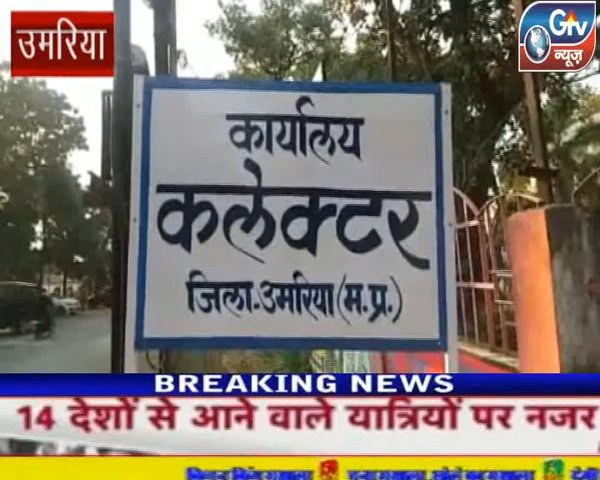 उमरिया
GTV
न्यूज़
कार्यालय
कलेक्टर
जिला-उमरिया (म.प्र.)
BREAKING NEWS
14 देशों से आने वाले यात्रियों पर नजर